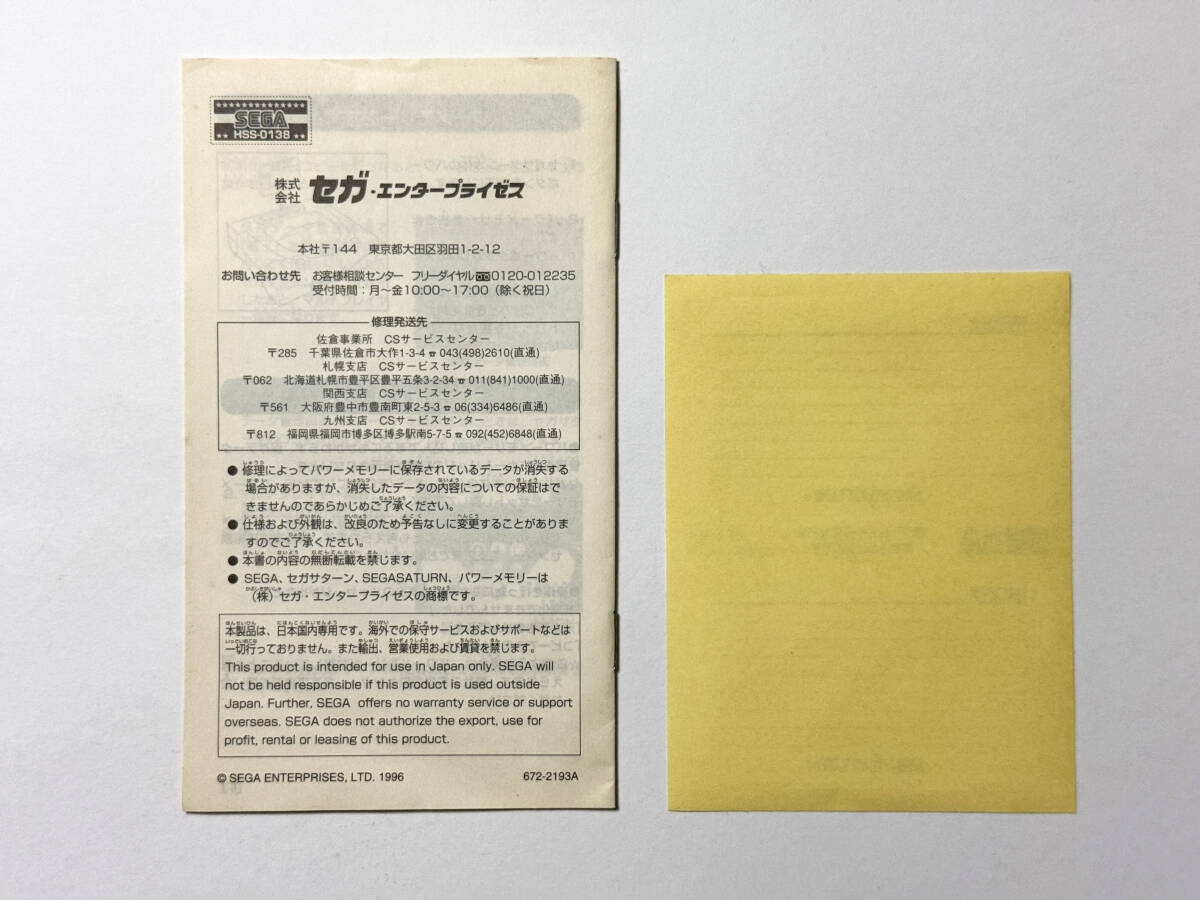 SEGA
HSS-0138
株式会社 セガ・エンタープライゼス
本社〒144 東京都大田区羽田1-2-12
お問い合わせ先 お客様相談センター フリーダイヤル 0120-012235
受付時間：月〜金10:00〜17:00（除く祝日）
修理発送先
佐倉事業所 CSサービスセンター
〒285 千葉県佐倉市大作1-3-4 ☎ 043(498)2610(直通)
札幌支店 CSサービスセンター
〒062 北海道札幌市豊平区豊平五条3-2-34 ☎ 011(841)1000(直通)
関西支店 CSサービスセンター
〒561 大阪府豊中市豊南町東2-5-3 ☎ 06(334)6486(直通)
九州支店 CSサービスセンター
〒812 福岡県福岡市博多区博多駅南5-7-5 ☎ 092(452)6848(直通)
● 修理によってパワーメモリーに保存されているデータが消失する
場合がありますが、消失したデータの内容についての保証はで
きませんのであらかじめご了承ください。
● 仕様および外観は、改良のため予告なしに変更することがありま
すのでご了承ください。
● 本書の内容の無断転載を禁じます。
● SEGA、セガサターン、SEGASATURN、パワーメモリーは
（株）セガ・エンタープライゼスの商標です。
本製品は、日本国内専用です。海外での保守サービスおよびサポートなどは
一切行っておりません。また輸出、営業使用および賃貸を禁じます。
This product is intended for use in Japan only. SEGA will
not be held responsible if this product is used outside
Japan. Further, SEGA offers no warranty service or support
overseas. SEGA does not authorize the export, use for
profit, rental or leasing of this product.
© SEGA ENTERPRISES, LTD. 1996 672-2193A